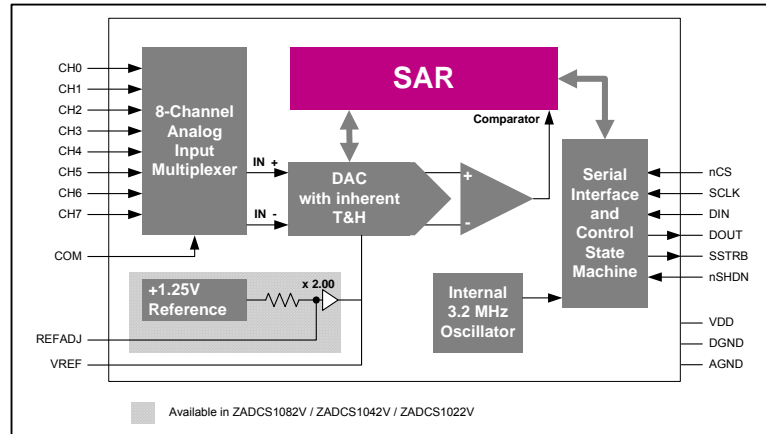 SAR
CH0
CH1
CH2
CH3
CH4
CH5
CH6
CH7
COM
8-Channel
Analog
Input
Multiplexer
IN +
IN -
DAC
with inherent
T&H
Comparator
+
-
Serial
Interface
and
Control
State
Machine
nCS
SCLK
DIN
DOUT
SSTRB
nSHDN
+1.25V
Reference
x 2.00
Internal
3.2 MHz
Oscillator
REFADJ
VREF
VDD
DGND
AGND
Available in ZADCS1082V / ZADCS1042V / ZADCS1022V